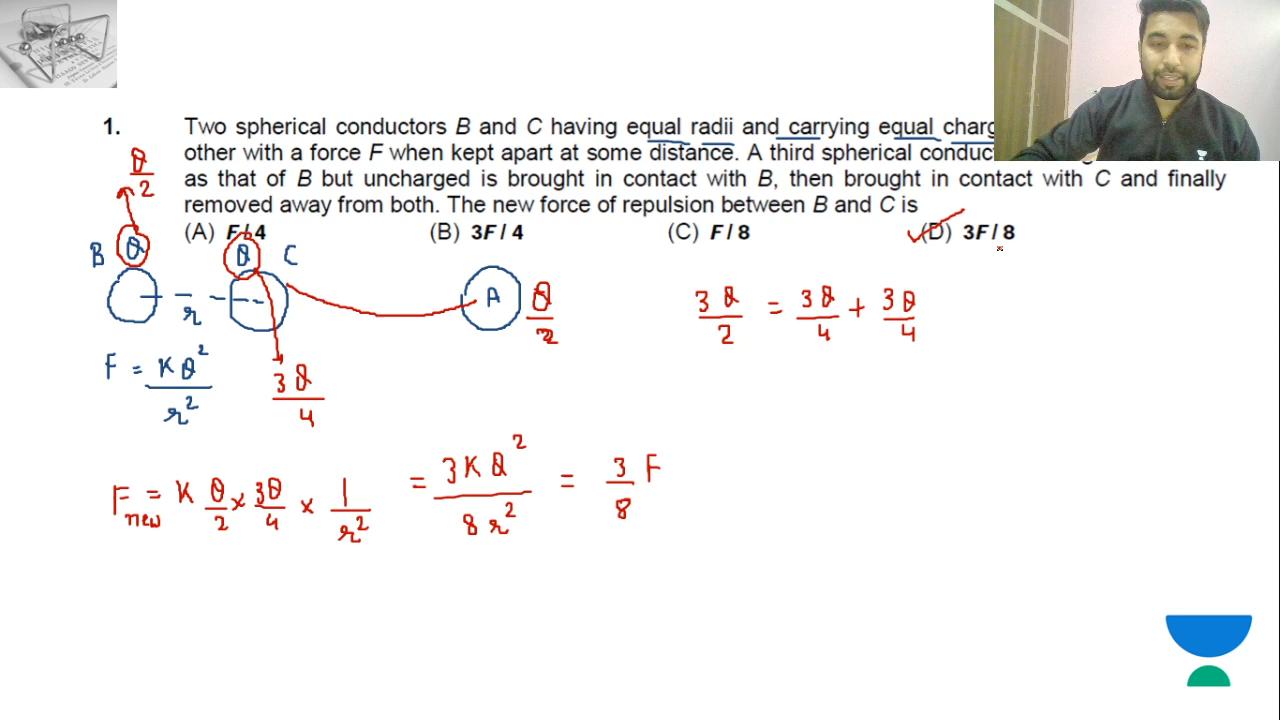 1. Two spherical conductors B and C having equal radii and carrying equal charg
other with a force F when kept apart at some distance. A third spherical conduct
as that of B but uncharged is brought in contact with B, then brought in contact with C and finally
removed away from both. The new force of repulsion between B and C is
(A) F/4 (B) 3F/4 (C) F/8 (D) 3F/8
Q/2
B Q Q C
r
A Q/2
3Q/2 = 3Q/4 + 3Q/4
F = KQ²/r²
3Q/4
Fnew = K Q/2 × 3Q/4 × 1/r² = 3KQ²/8r² = 3/8 F